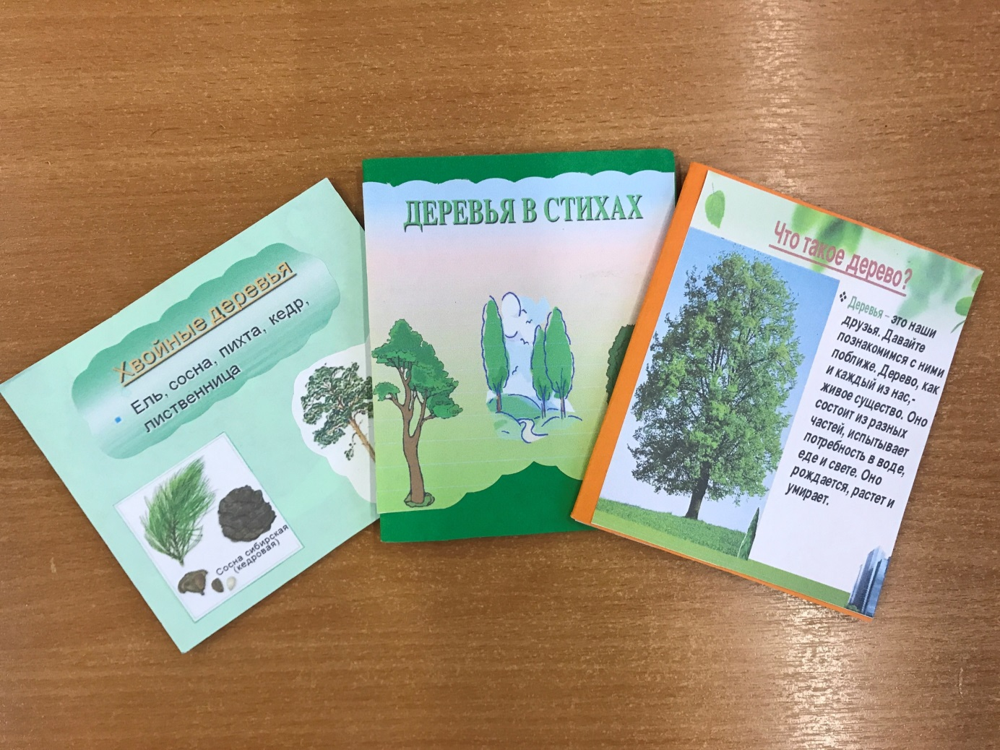 Хвойные деревья
Ель, сосна, пихта, кедр,
лиственница
Сосна сибирская
(кедровая)
ДЕРЕВЬЯ В СТИХАХ
Что такое дерево?
Деревья – это наши
друзья. Давайте
познакомимся с ними
поближе. Дерево, как
и каждый из нас,-
живое существо. Оно
состоит из разных
частей, испытывает
потребность в воде,
еде и свете. Оно
рождается, растет и
умирает.